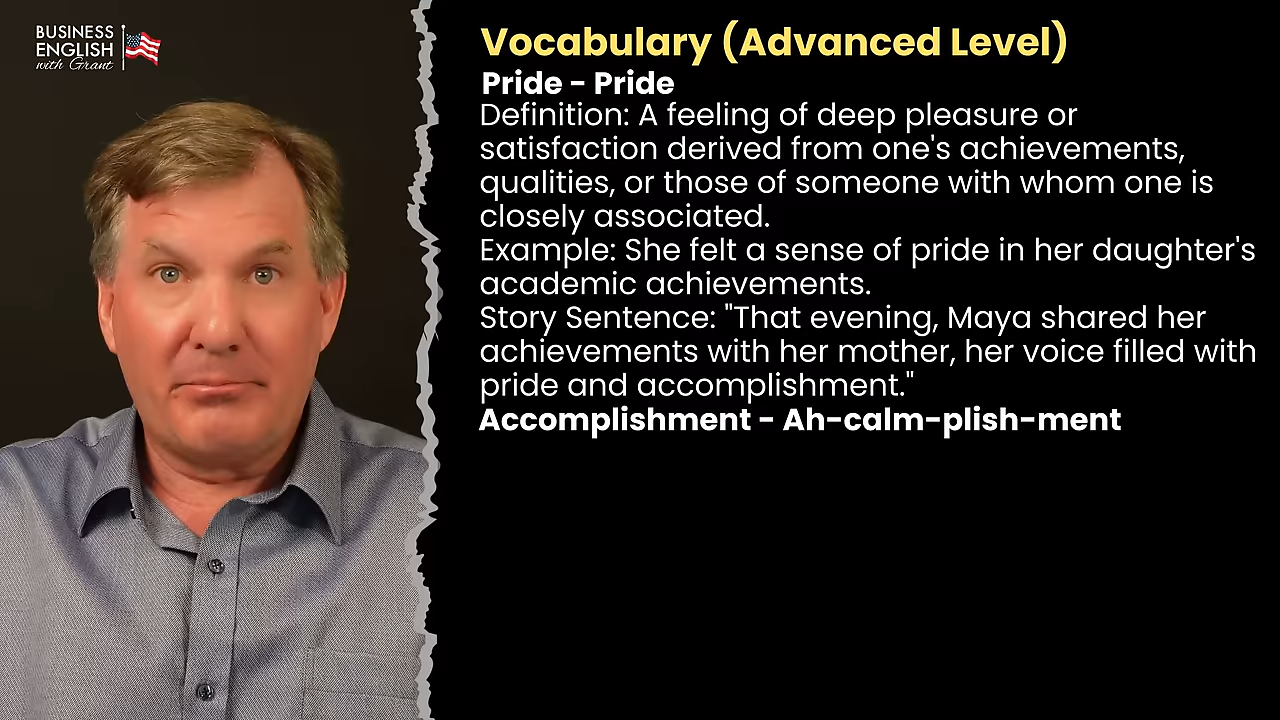 BUSINESS
ENGLISH
with Grant
Vocabulary (Advanced Level)
Pride - Pride
Definition: A feeling of deep pleasure or
satisfaction derived from one's achievements,
qualities, or those of someone with whom one is
closely associated.
Example: She felt a sense of pride in her daughter's
academic achievements.
Story Sentence: "That evening, Maya shared her
achievements with her mother, her voice filled with
pride and accomplishment."
Accomplishment - Ah-calm-plish-ment